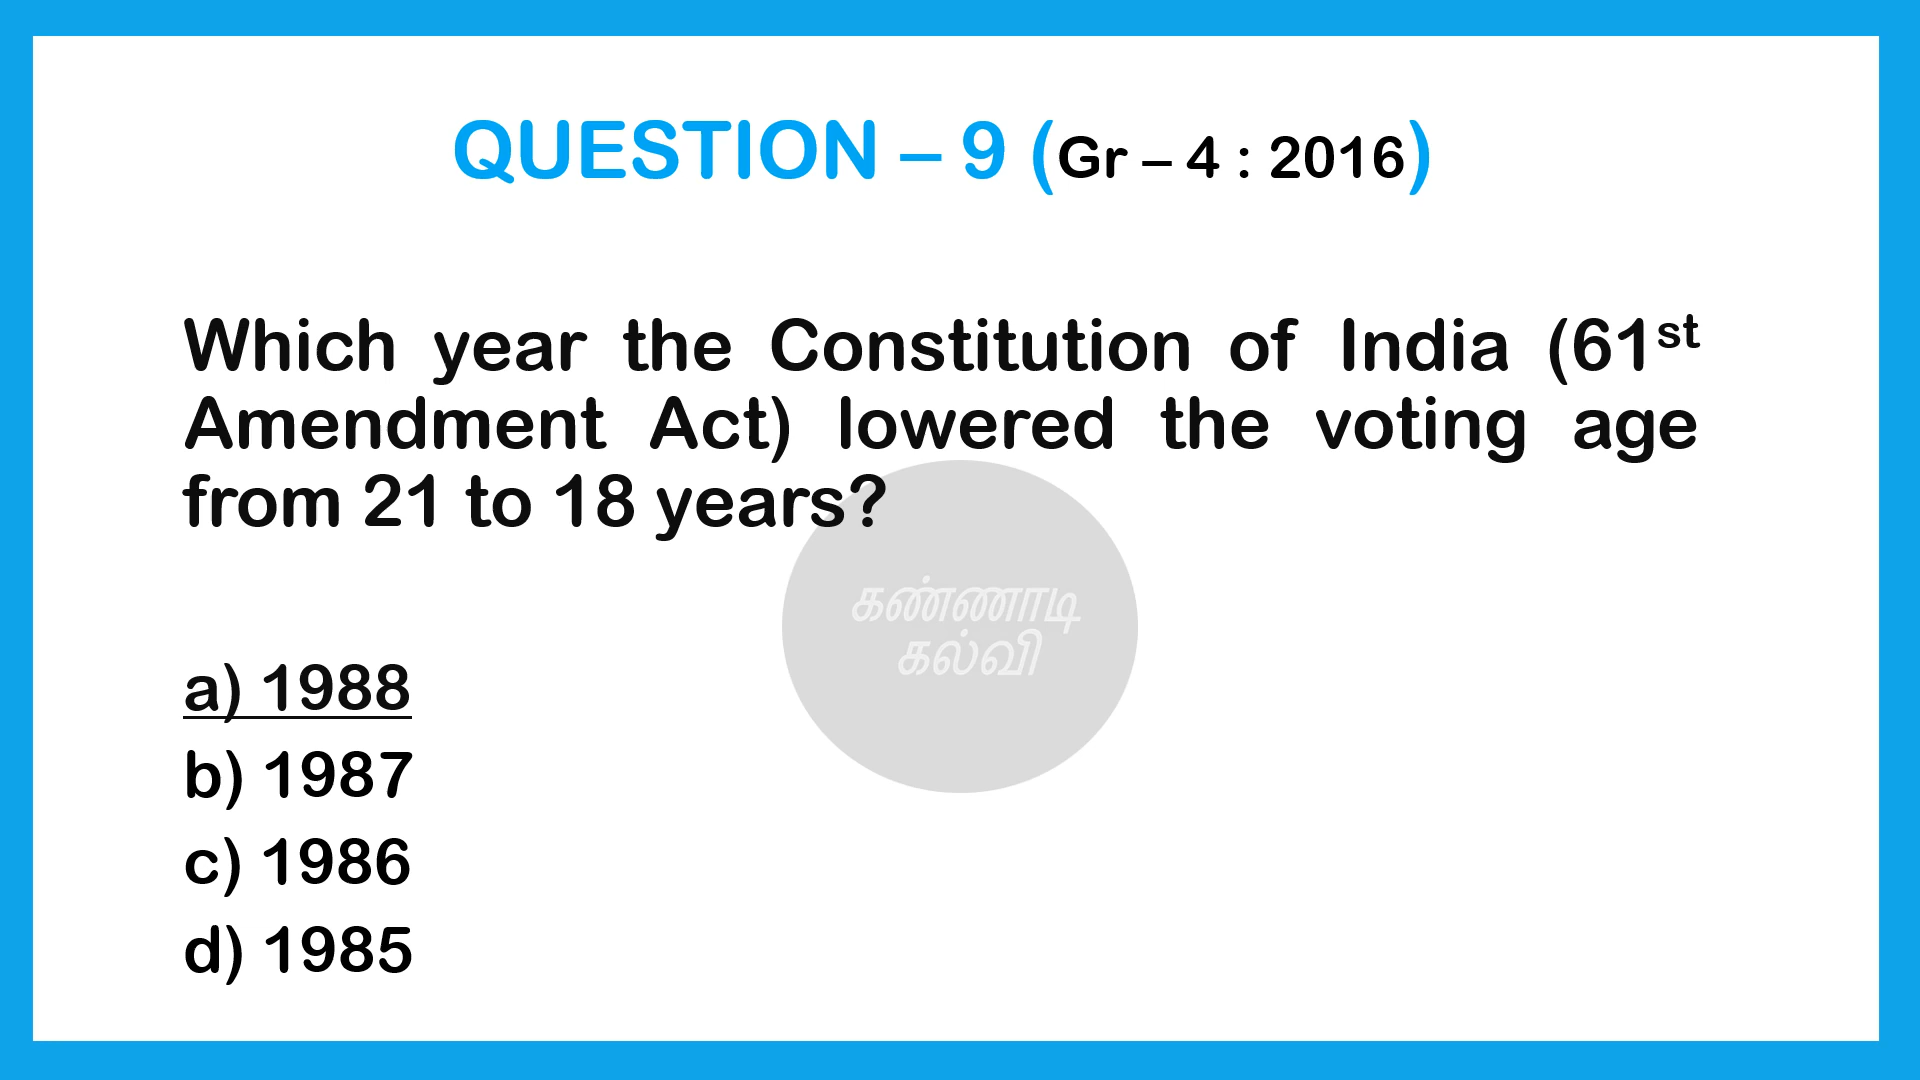 QUESTION – 9 (Gr – 4 : 2016)
Which year the Constitution of India (61st
Amendment Act) lowered the voting age
from 21 to 18 years?
கண்ணாடி
கல்வி
a) 1988
b) 1987
c) 1986
d) 1985